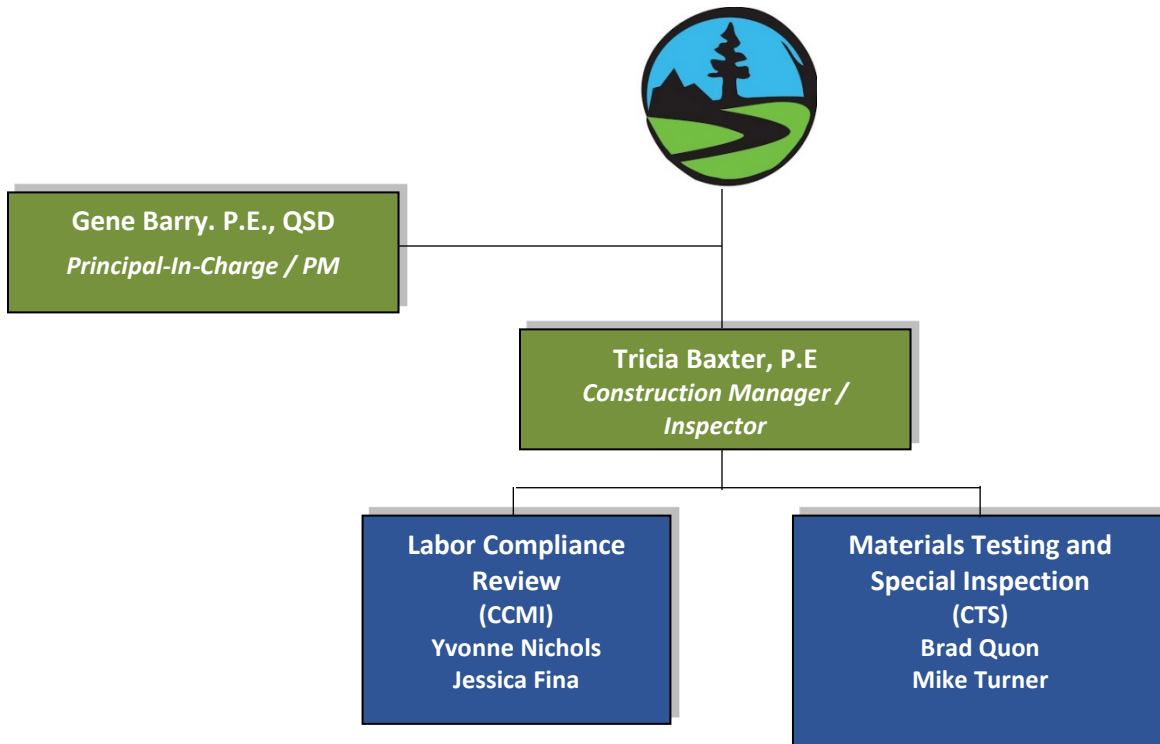 Gene Barry. P.E., QSD
Principal-In-Charge / PM
Tricia Baxter, P.E
Construction Manager /
Inspector
Labor Compliance
Review
(CCMI)
Yvonne Nichols
Jessica Fina
Materials Testing and
Special Inspection
(CTS)
Brad Quon
Mike Turner